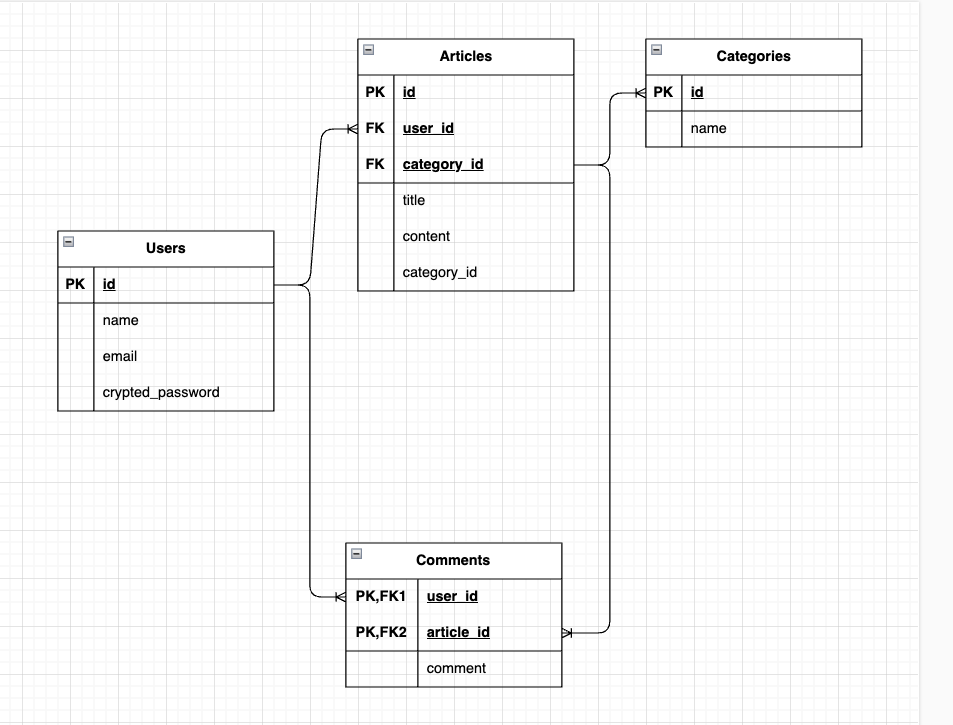 Articles
PK id
FK user_id
FK category_id
title
content
category_id
Categories
PK id
name
Users
PK id
name
email
crypted_password
Comments
PK,FK1 user_id
PK,FK2 article_id
comment